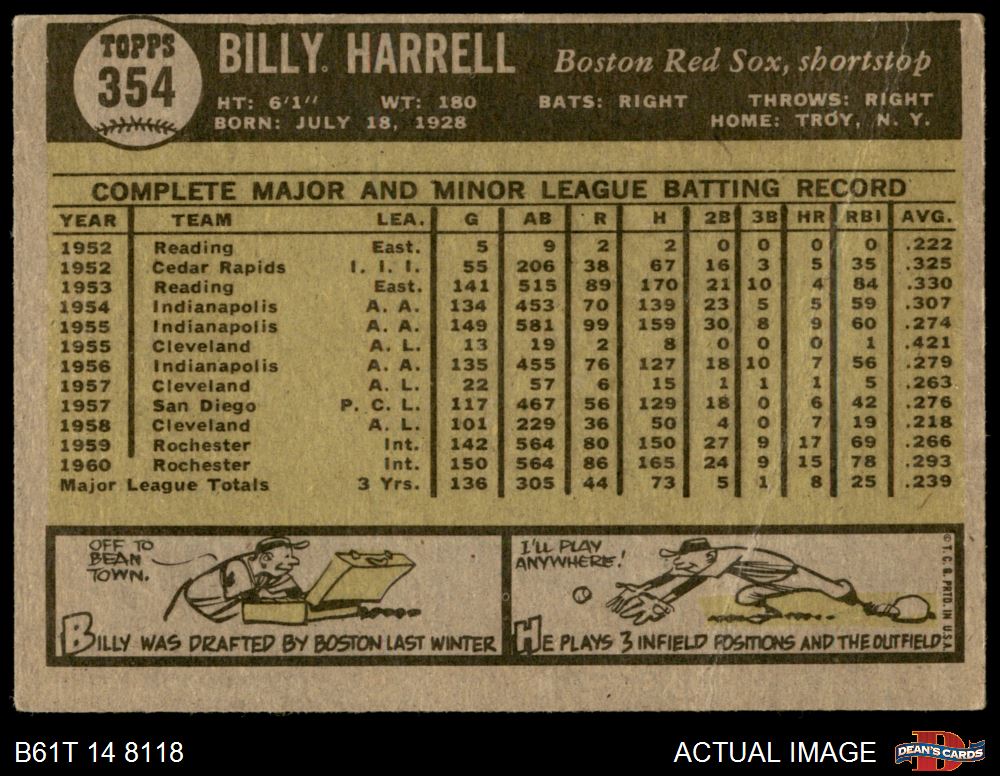 TOPPS
354
BILLY HARRELL Boston Red Sox, shortstop
HT: 6'1" WT: 180 BATS: RIGHT THROWS: RIGHT
BORN: JULY 18, 1928 HOME: TROY, N. Y.
COMPLETE MAJOR AND MINOR LEAGUE BATTING RECORD
YEAR TEAM LEA. G AB R H 2B 3B HR RBI AVG.
1952 Reading East. 5 9 2 2 0 0 0 0 .222
1952 Cedar Rapids I. I. I. 55 206 38 67 16 3 5 35 .325
1953 Reading East. 141 515 89 170 21 10 4 84 .330
1954 Indianapolis A. A. 134 453 70 139 23 5 5 59 .307
1955 Indianapolis A. A. 149 581 99 159 30 8 9 60 .274
1955 Cleveland A. L. 13 19 2 8 0 0 0 1 .421
1956 Indianapolis A. A. 135 455 76 127 18 10 7 56 .279
1957 Cleveland A. L. 22 57 6 15 1 1 1 5 .263
1957 San Diego P. C. L. 117 467 56 129 18 0 6 42 .276
1958 Cleveland A. L. 101 229 36 50 4 0 7 19 .218
1959 Rochester Int. 142 564 80 150 27 9 17 69 .266
1960 Rochester Int. 150 564 86 165 24 9 15 78 .293
Major League Totals 3 Yrs. 136 305 44 73 5 1 8 25 .239
OFF TO
BEAN
TOWN.
BILLY WAS DRAFTED BY BOSTON LAST WINTER
I'LL PLAY
ANYWHERE!
HE PLAYS 3 INFIELD POSITIONS AND THE OUTFIELD
© T. C. G. PRTD. IN U.S.A.
B61T 14 8118
ACTUAL IMAGE
DEAN'S CARDS